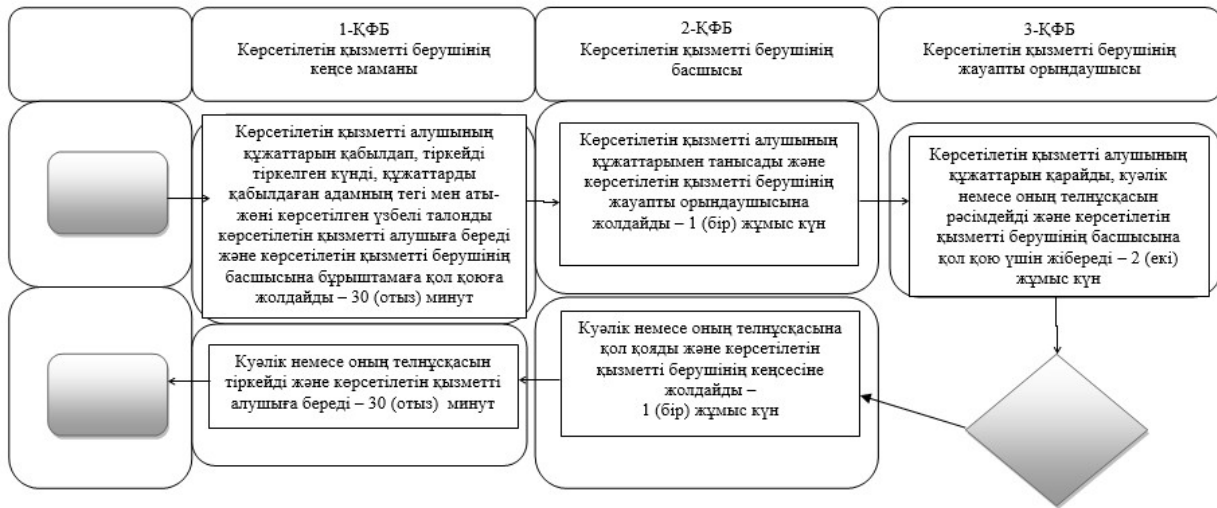 1-ҚФБ
Көрсетілетін қызметті берушінің
кеңсе маманы
2-ҚФБ
Көрсетілетін қызметті берушінің
басшысы
3-ҚФБ
Көрсетілетін қызметті берушінің
жауапты орындаушысы
Көрсетілетін қызметті алушының
құжаттарын қабылдап, тіркейді
тіркелген күнді, құжаттарды
қабылдаған адамның тегі мен аты-
жөні көрсетілген үзбелі талонды
көрсетілетін қызметті алушыға береді
және көрсетілетін қызметті берушінің
басшысына бұрыштамаға қол қоюға
жолдайды – 30 (отыз) минут
Көрсетілетін қызметті алушының
құжаттарымен танысады және
көрсетілетін қызметті берушінің
жауапты орындаушысына
жолдайды – 1 (бір) жұмыс күн
Көрсетілетін қызметті алушының
құжаттарын қарайды, куәлік
немесе оның телнұсқасын
рәсімдейді және көрсетілетін
қызметті берушінің басшысына
қол қою үшін жібереді – 2 (екі)
жұмыс күн
Куәлік немесе оның телнұсқасын
тіркейді және көрсетілетін қызметті
алушыға береді – 30 (отыз) минут
Куәлік немесе оның телнұсқасына
қол қояды және көрсетілетін
қызметті берушінің кеңсесіне
жолдайды –
1 (бір) жұмыс күн